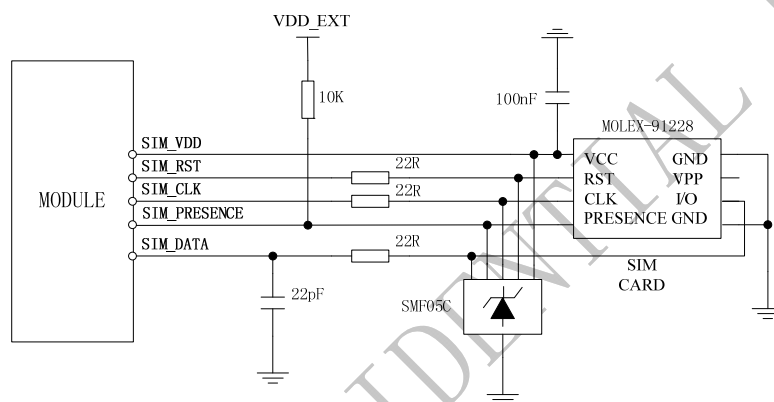 VDD_EXT
10K
100nF
MOLEX-91228
MODULE
SIM_VDD
SIM_RST
SIM_CLK
SIM_PRESENCE
SIM_DATA
22R
22R
22R
22pF
SMF05C
VCC GND
RST VPP
CLK I/O
PRESENCE GND
SIM
CARD
IDENTIAL